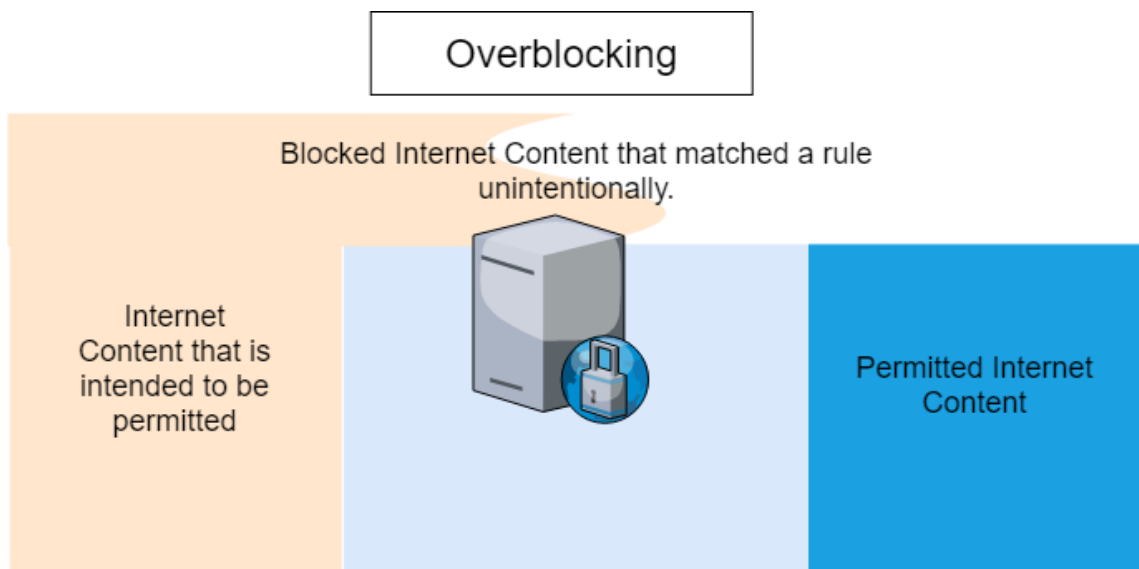 Overblocking
Blocked Internet Content that matched a rule
unintentionally.
Internet
Content that is
intended to be
permitted
Permitted Internet
Content